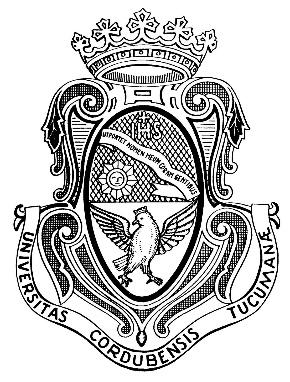 IHS
UT PORTET NOMEN MEUM CORAM GENTIBUS
UNIVERSITAS CORDUBENSIS TUCUMANÆ